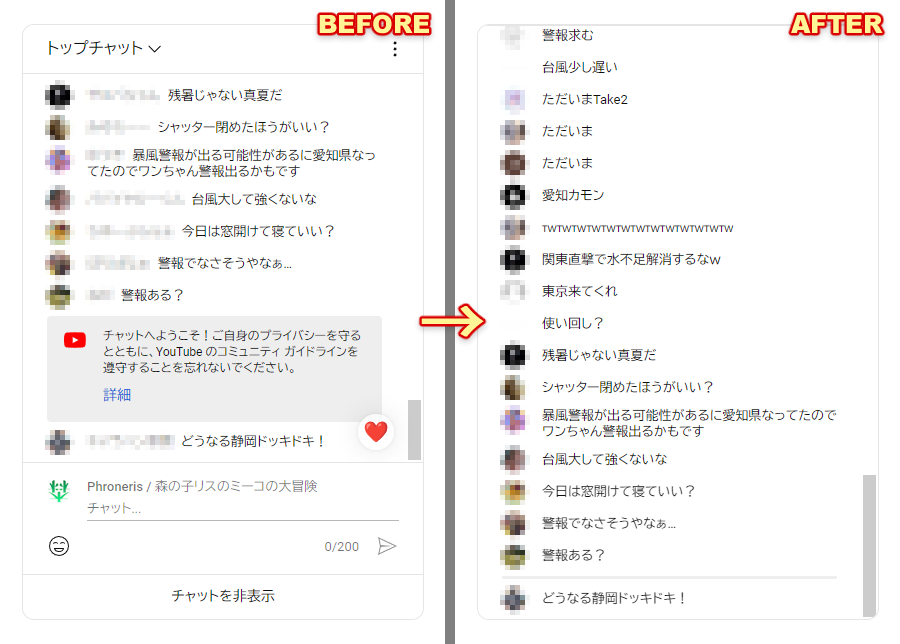 BEFORE
トップチャット
残暑じゃない真夏だ
シャッター閉めたほうがいい？
暴風警報が出る可能性があるに愛知県なっ
てたのでワンちゃん警報出るかもです
台風大して強くないな
今日は窓開けて寝ていい？
警報でなさそうやなぁ...
警報ある？
チャットへようこそ！ご自身のプライバシーを守る
とともに、YouTube のコミュニティ ガイドラインを
遵守することを忘れないでください。
詳細
どうなる静岡ドッキドキ！
Phroneris / 森の子リスのミーコの大冒険
チャット...
0/200
チャットを非表示
AFTER
警報求む
台風少し遅い
ただいまTake2
ただいま
ただいま
愛知カモン
TWTWTWTWTWTWTWTWTWTWTWTWTW
関東直撃で水不足解消するなw
東京来てくれ
使い回し？
残暑じゃない真夏だ
シャッター閉めたほうがいい？
暴風警報が出る可能性があるに愛知県なってたので
ワンちゃん警報出るかもです
台風大して強くないな
今日は窓開けて寝ていい？
警報でなさそうやなぁ...
警報ある？
どうなる静岡ドッキドキ！